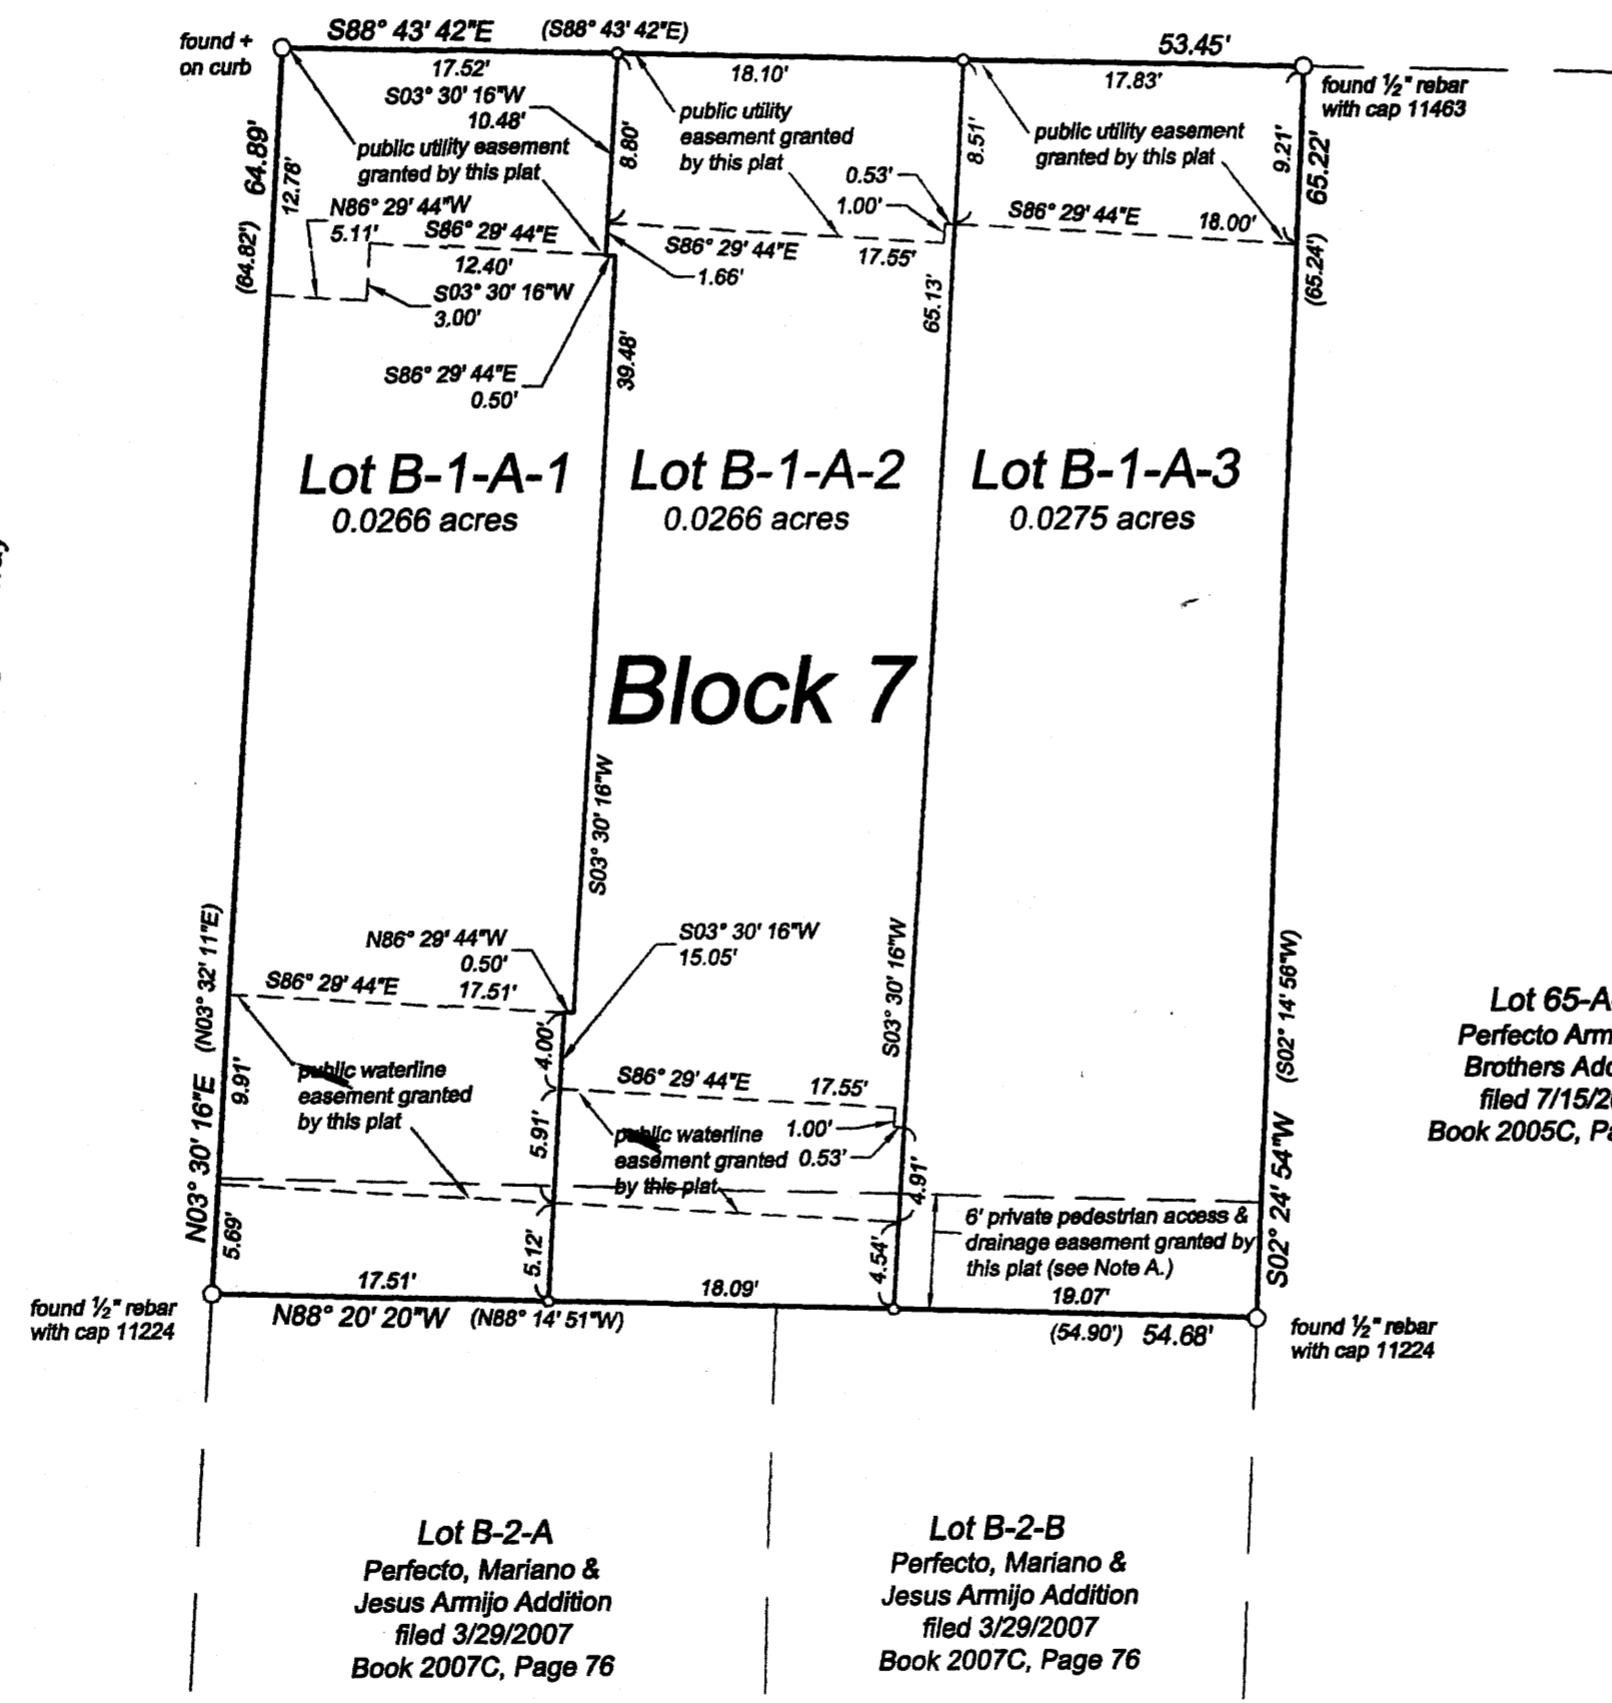 found +
on curb
S88° 43' 42"E
(S88° 43' 42"E)
53.45'
17.52'
18.10'
17.83'
found ½" rebar
with cap 11463
S03° 30' 16"W
10.48'
public utility easement
granted by this plat
8.80'
public utility
easement granted
by this plat
8.51'
public utility easement
granted by this plat
9.21'
65.22'
(65.24')
64.89'
(64.82')
12.78'
N86° 29' 44"W
5.11'
S86° 29' 44"E
12.40'
S03° 30' 16"W
3.00'
0.53'
1.00'
S86° 29' 44"E
17.55'
1.66'
S86° 29' 44"E
18.00'
65.13'
39.48'
S86° 29' 44"E
0.50'
Lot B-1-A-1
0.0266 acres
Lot B-1-A-2
0.0266 acres
Lot B-1-A-3
0.0275 acres
Block 7
S03° 30' 16"W
N86° 29' 44"W
0.50'
S03° 30' 16"W
15.05'
S03° 30' 16"W
S86° 29' 44"E
17.51'
4.00'
N03° 30' 16"E
(N03° 32' 11"E)
9.91'
public waterline
easement granted
by this plat
S86° 29' 44"E
17.55'
5.91'
public waterline
easement granted
by this plat
1.00'
0.53'
4.91'
S02° 24' 54"W
(S02° 14' 56"W)
Lot 65-A
Perfecto Arm
Brothers Add
filed 7/15/2
Book 2005C, Pa
6' private pedestrian access &
drainage easement granted by
this plat (see Note A.)
5.69'
5.12'
4.54'
17.51'
18.09'
19.07'
found ½" rebar
with cap 11224
N88° 20' 20"W
(N88° 14' 51"W)
(54.90')
54.68'
found ½" rebar
with cap 11224
Lot B-2-A
Perfecto, Mariano &
Jesus Armijo Addition
filed 3/29/2007
Book 2007C, Page 76
Lot B-2-B
Perfecto, Mariano &
Jesus Armijo Addition
filed 3/29/2007
Book 2007C, Page 76